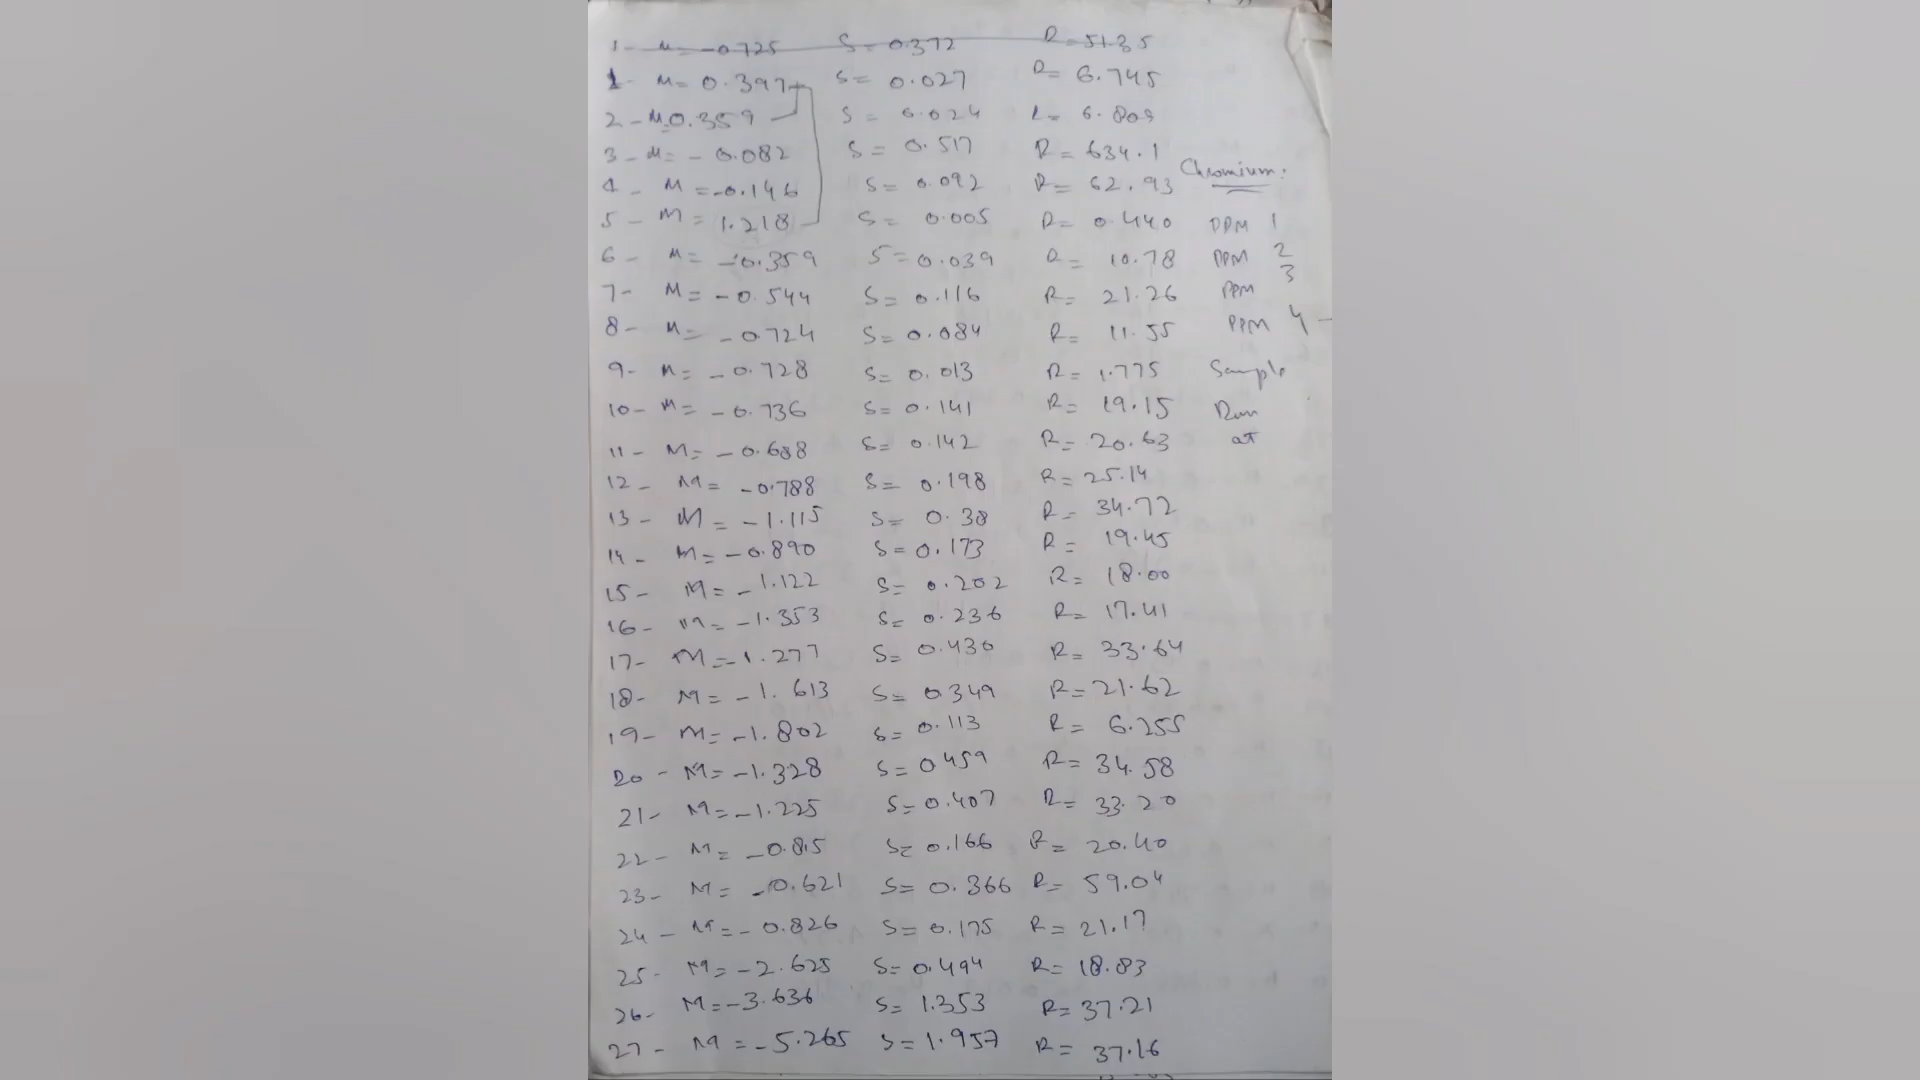 1- M= -0.725 S= 0.372 R= 51.35
1- M= 0.397 S= 0.027 R= 6.745
2- M=0.359 S= 0.024 R= 6.809
3- M= -0.082 S= 0.517 R= 634.1
4- M=-0.146 S= 0.092 R= 62.93
Chromium:
5- M= 1.218 S= 0.005 R= 0.440 PPM 1
6- M= -0.359 S= 0.039 R= 10.78 PPM 2
7- M= -0.544 S= 0.116 R= 21.26 PPM 3
8- M= -0.724 S= 0.084 R= 11.55 PPM 4 -
9- M= -0.728 S= 0.013 R= 1.775 Sample
10- M= -0.736 S= 0.141 R= 19.15 Run
11- M= -0.688 S= 0.142 R= 20.63 at
12- M= -0.788 S= 0.198 R= 25.14
13- M= -1.115 S= 0.38 R= 34.72
14- M= -0.890 S= 0.173 R= 19.45
15- M= -1.122 S= 0.202 R= 18.00
16- M= -1.353 S= 0.236 R= 17.41
17- M=-1.277 S= 0.430 R= 33.64
18- M= -1.613 S= 0.349 R= 21.62
19- M= -1.802 S= 0.113 R= 6.255
20- M= -1.328 S= 0459 R= 34.58
21- M= -1.225 S= 0.407 R= 33.20
22- M= -0.815 S= 0.166 R= 20.40
23- M= -0.621 S= 0.366 R= 59.04
24- M= -0.826 S= 0.175 R= 21.17
25- M= -2.625 S= 0.494 R= 18.83
26- M= -3.636 S= 1.353 R= 37.21
27- M= -5.265 S= 1.957 R= 37.16